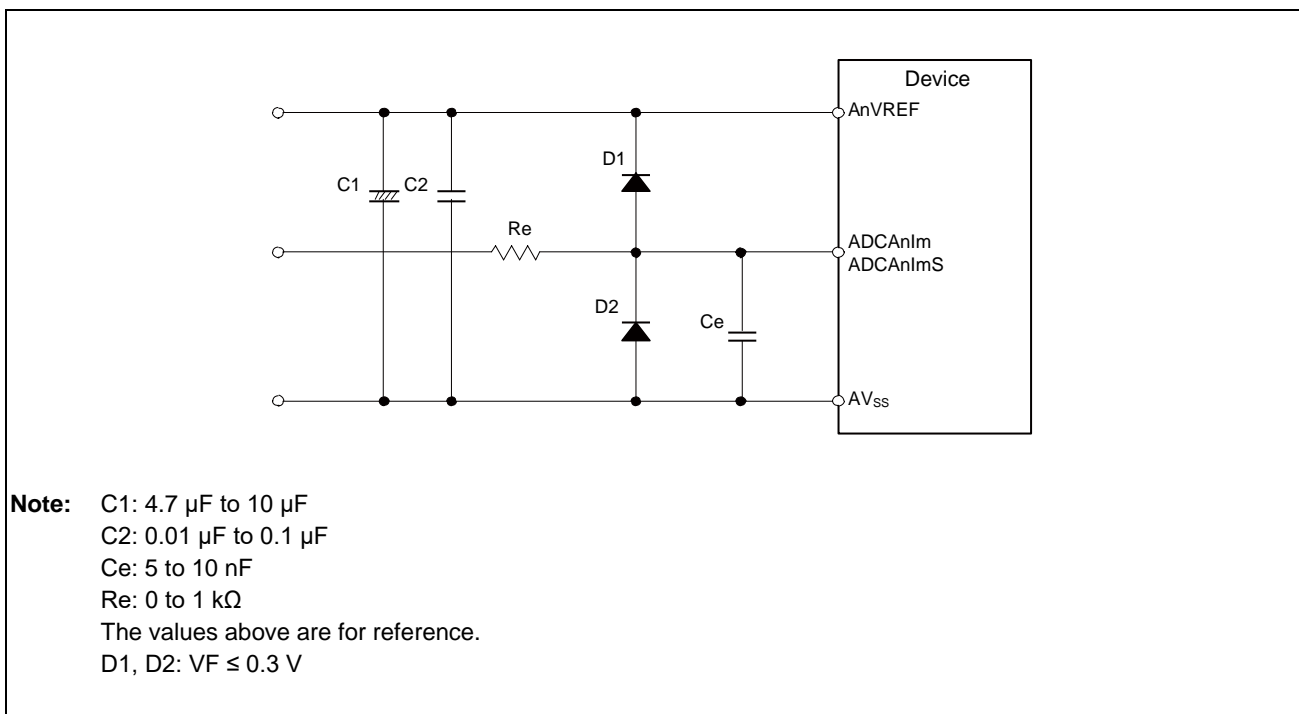 Device
AnVREF
D1
C1
C2
Re
ADCAnIm
ADCAnImS
D2
Ce
AVSS
Note: C1: 4.7 µF to 10 µF
C2: 0.01 µF to 0.1 µF
Ce: 5 to 10 nF
Re: 0 to 1 kΩ
The values above are for reference.
D1, D2: VF ≤ 0.3 V